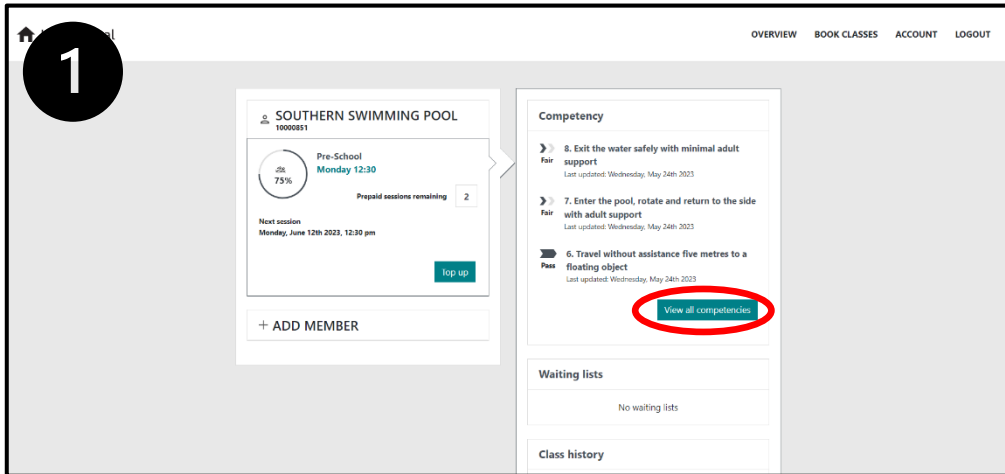 1
OVERVIEW BOOK CLASSES ACCOUNT LOGOUT
SOUTHERN SWIMMING POOL
10000851
75%
Pre-School
Monday 12:30
Prepaid sessions remaining 2
Next session
Monday, June 12th 2023, 12:30 pm
Top up
+ ADD MEMBER
Competency
Fair
8. Exit the water safely with minimal adult
support
Last updated: Wednesday, May 24th 2023
Fair
7. Enter the pool, rotate and return to the side
with adult support
Last updated: Wednesday, May 24th 2023
Pass
6. Travel without assistance five metres to a
floating object
Last updated: Wednesday, May 24th 2023
View all competencies
Waiting lists
No waiting lists
Class history